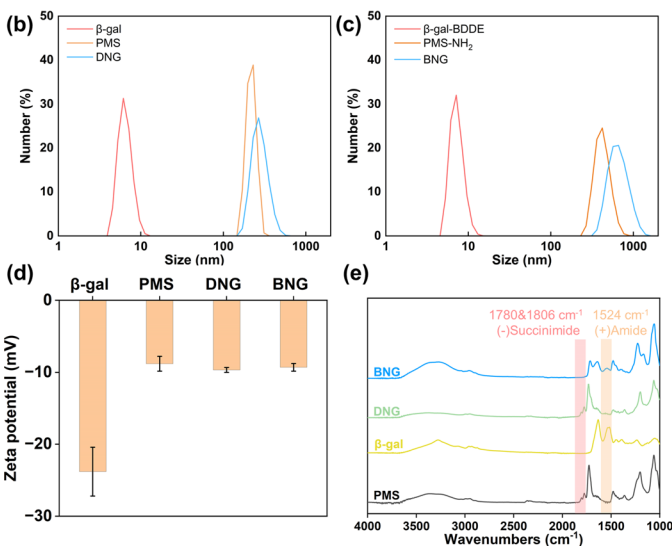 (b)
50
40
30
20
10
0
Number (%)
β-gal
PMS
DNG
1 10 100 1000
Size (nm)
(c)
50
40
30
20
10
0
Number (%)
β-gal-BDDE
PMS-NH₂
BNG
1 10 100 1000
Size (nm)
(d)
β-gal PMS DNG BNG
0
−10
−20
−30
Zeta potential (mV)
(e)
1780&1806 cm⁻¹
(-)Succinimide
1524 cm⁻¹
(+)Amide
BNG
DNG
β-gal
PMS
4000 3500 3000 2500 2000 1500 1000
Wavenumbers (cm⁻¹)